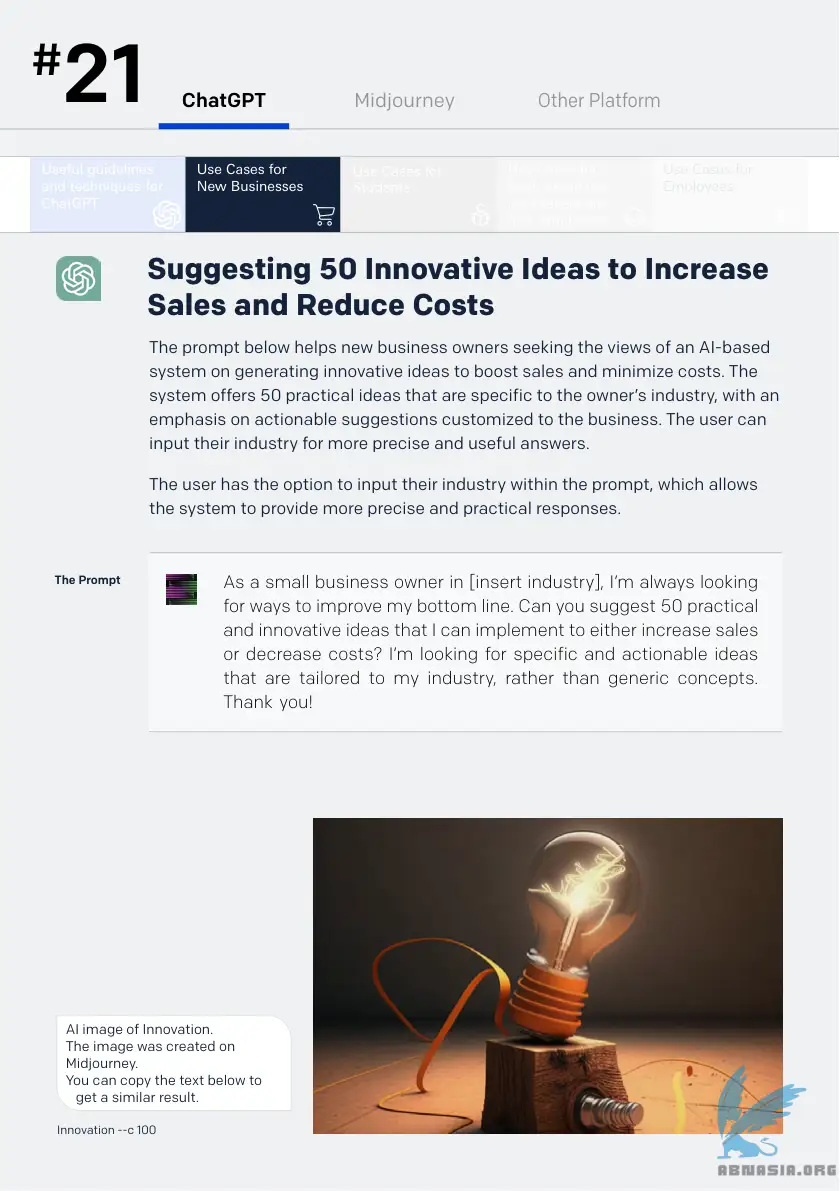 #21
ChatGPT
Midjourney
Other Platform
Useful guidelines
and techniques for
ChatGPT
Use Cases for
New Businesses
Use Cases for
Students
Use Cases for
Employees
Suggesting 50 Innovative Ideas to Increase
Sales and Reduce Costs
The prompt below helps new business owners seeking the views of an AI-based
system on generating innovative ideas to boost sales and minimize costs. The
system offers 50 practical ideas that are specific to the owner’s industry, with an
emphasis on actionable suggestions customized to the business. The user can
input their industry for more precise and useful answers.
The user has the option to input their industry within the prompt, which allows
the system to provide more precise and practical responses.
The Prompt
As a small business owner in [insert industry], I’m always looking
for ways to improve my bottom line. Can you suggest 50 practical
and innovative ideas that I can implement to either increase sales
or decrease costs? I’m looking for specific and actionable ideas
that are tailored to my industry, rather than generic concepts.
Thank you!
AI image of Innovation.
The image was created on
Midjourney.
You can copy the text below to
get a similar result.
Innovation --c 100
ABNASIA.ORG